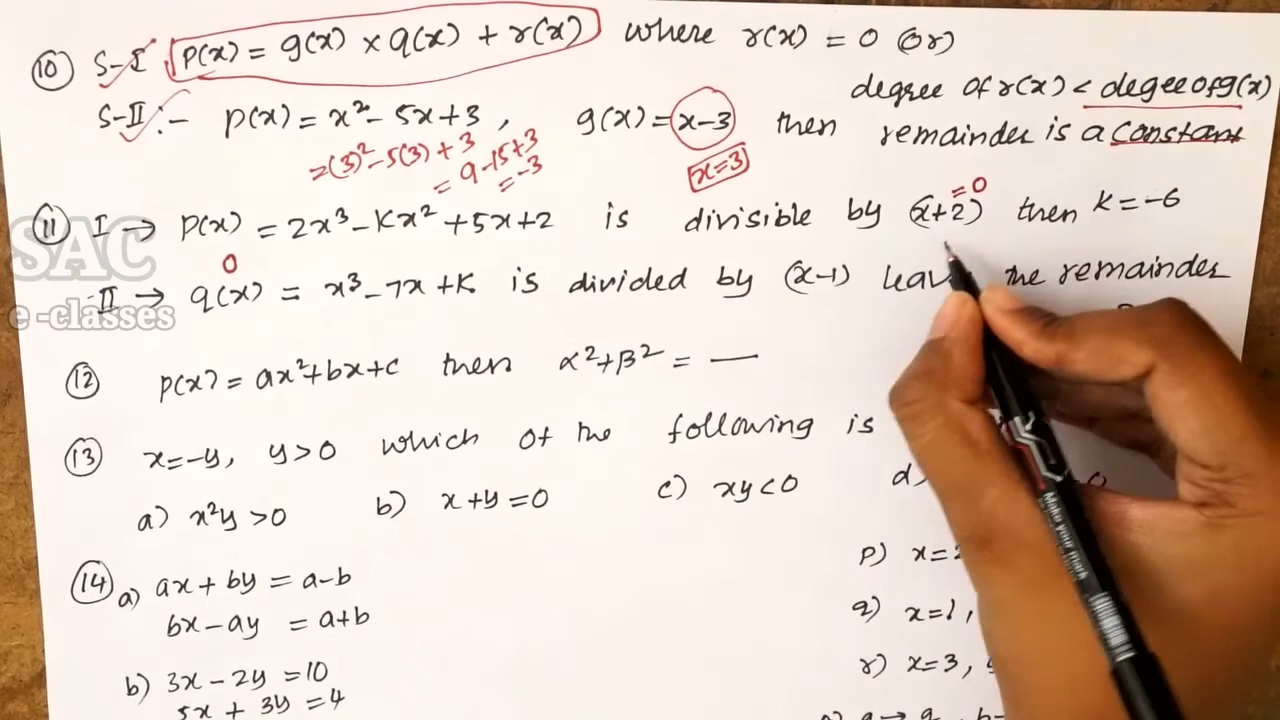 ⑩ S-I P(x) = g(x) × q(x) + r(x) where r(x) = 0 (or)
degree of r(x) < degree of g(x)
S-II :- P(x) = x² - 5x + 3 , g(x) = x-3 then remainder is a constant
= (3)² - 5(3) + 3
= 9 - 15 + 3
= -3
x=3
⑪ I → P(x) = 2x³ - Kx² + 5x + 2 is divisible by (x+2) = 0 then K = -6
0
II → q(x) = x³ - 7x + K is divided by (x-1) the remainder
⑫ P(x) = ax² + bx + c then α² + β² = —
⑬ x = -y, y > 0 which of the following is
a) x²y > 0 b) x + y = 0 c) xy < 0 d)
⑭ a) ax + by = a - b p)
bx - ay = a + b q) x = 1,
b) 3x - 2y = 10 r) x = 3,
5x + 3y = 4
SAC
e-classes
Make your mark